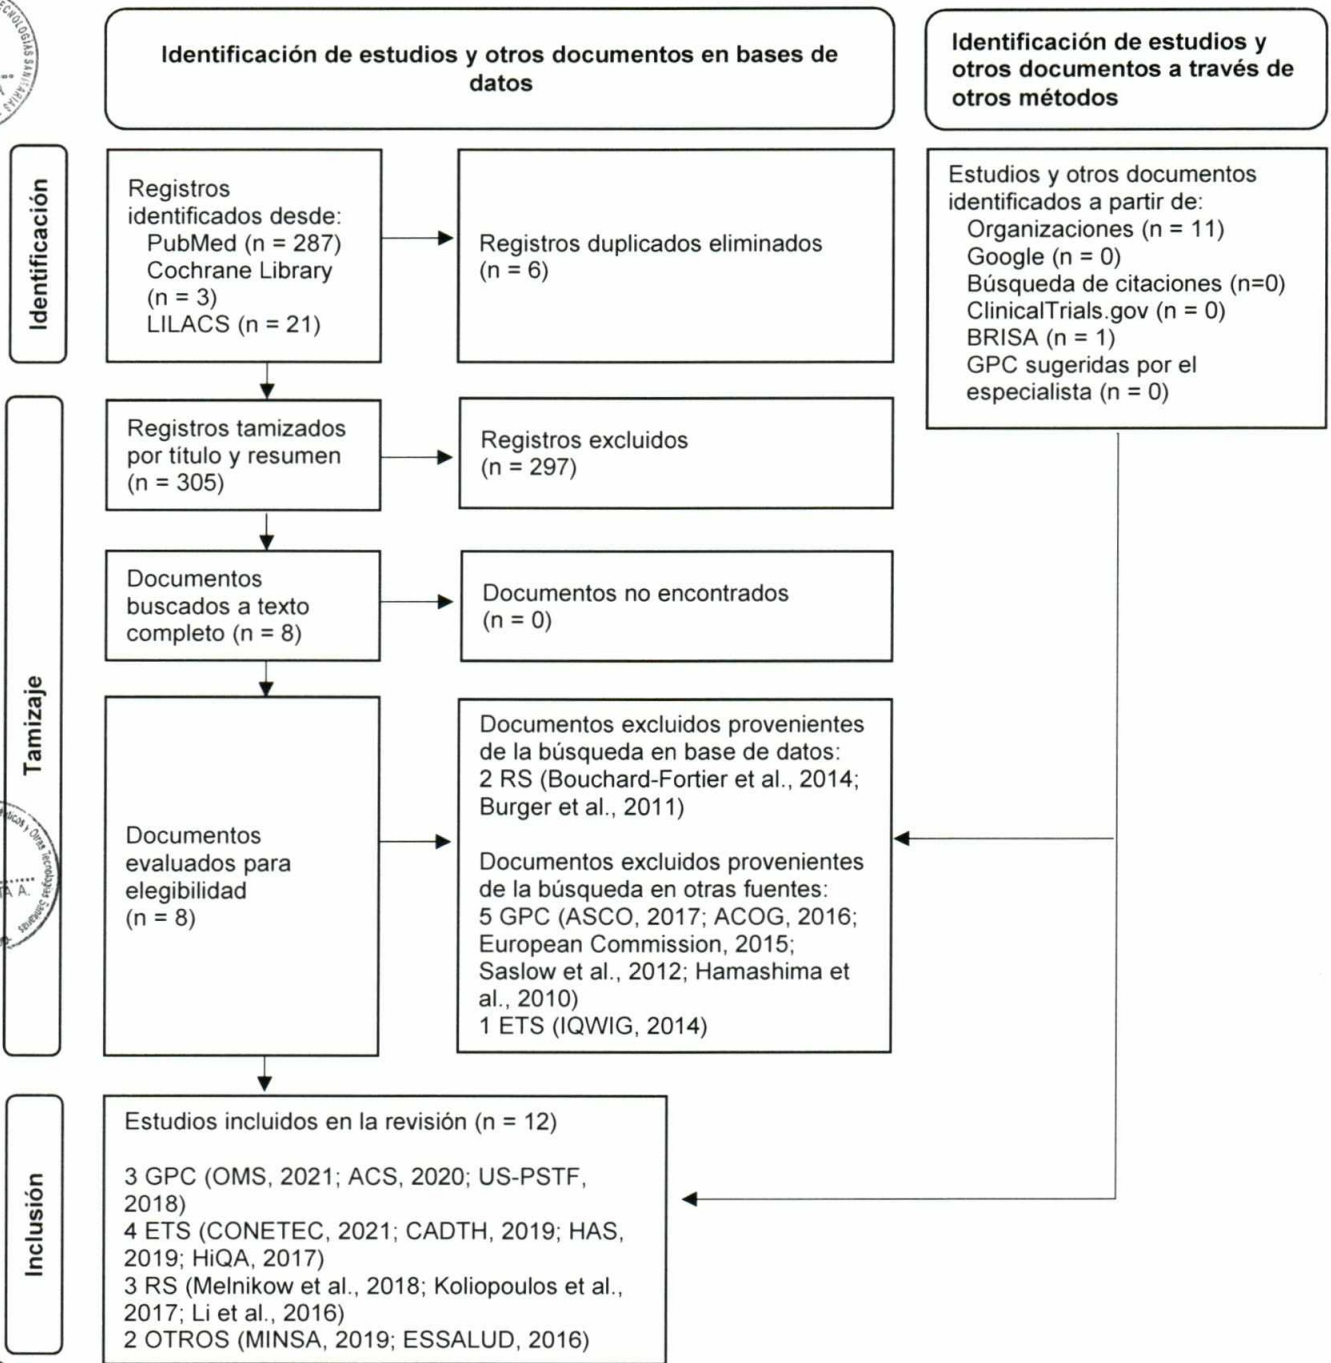 Identificación de estudios y otros documentos en bases de
datos
Identificación de estudios y
otros documentos a través de
otros métodos
Identificación
Registros
identificados desde:
PubMed (n = 287)
Cochrane Library
(n = 3)
LILACS (n = 21)
Registros duplicados eliminados
(n = 6)
Estudios y otros documentos
identificados a partir de:
Organizaciones (n = 11)
Google (n = 0)
Búsqueda de citaciones (n=0)
ClinicalTrials.gov (n = 0)
BRISA (n = 1)
GPC sugeridas por el
especialista (n = 0)
Tamizaje
Registros tamizados
por título y resumen
(n = 305)
Registros excluidos
(n = 297)
Documentos
buscados a texto
completo (n = 8)
Documentos no encontrados
(n = 0)
Documentos
evaluados para
elegibilidad
(n = 8)
Documentos excluidos provenientes
de la búsqueda en base de datos:
2 RS (Bouchard-Fortier et al., 2014;
Burger et al., 2011)
Documentos excluidos provenientes
de la búsqueda en otras fuentes:
5 GPC (ASCO, 2017; ACOG, 2016;
European Commission, 2015;
Saslow et al., 2012; Hamashima et
al., 2010)
1 ETS (IQWIG, 2014)
Inclusión
Estudios incluidos en la revisión (n = 12)
3 GPC (OMS, 2021; ACS, 2020; US-PSTF,
2018)
4 ETS (CONETEC, 2021; CADTH, 2019; HAS,
2019; HiQA, 2017)
3 RS (Melnikow et al., 2018; Koliopoulos et al.,
2017; Li et al., 2016)
2 OTROS (MINSA, 2019; ESSALUD, 2016)